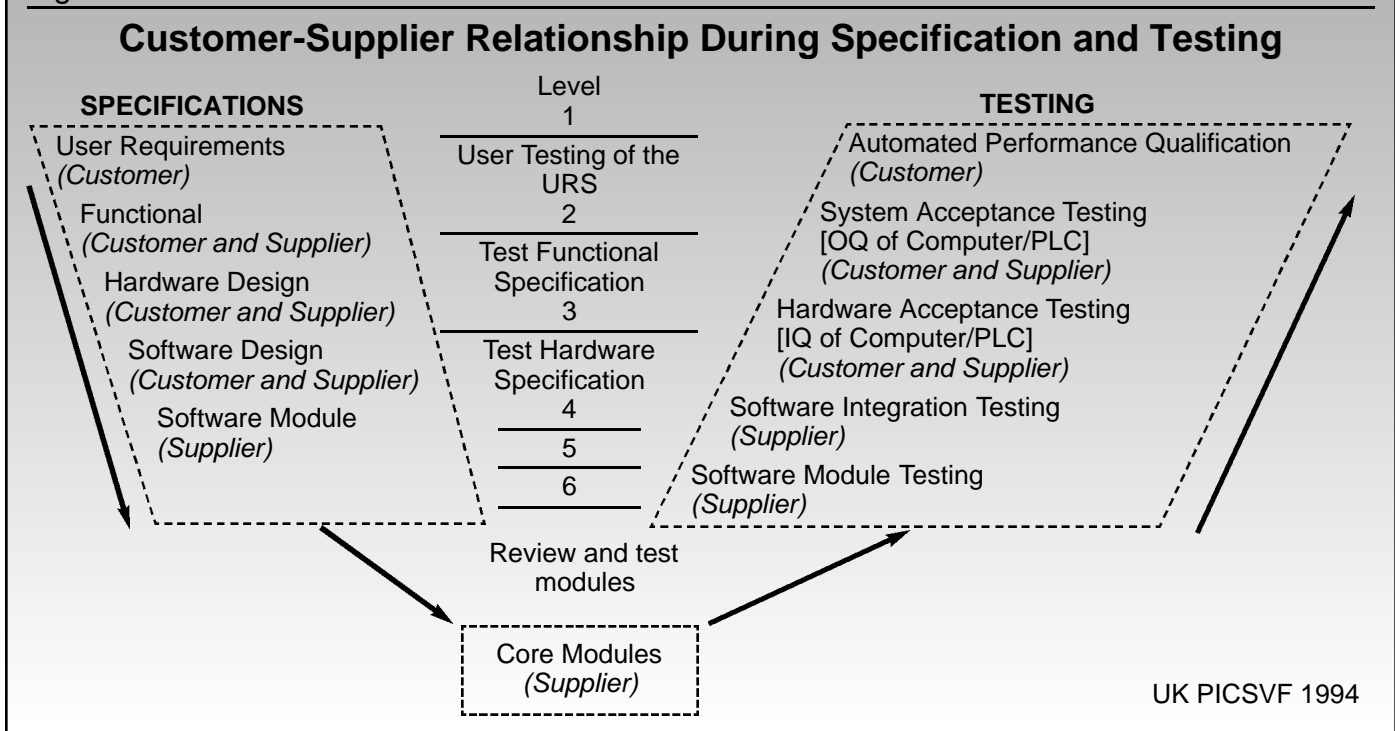 Customer-Supplier Relationship During Specification and Testing
SPECIFICATIONS
User Requirements
(Customer)
Functional
(Customer and Supplier)
Hardware Design
(Customer and Supplier)
Software Design
(Customer and Supplier)
Software Module
(Supplier)
Level
1
User Testing of the
URS
2
Test Functional
Specification
3
Test Hardware
Specification
4
5
6
Review and test
modules
Core Modules
(Supplier)
TESTING
Automated Performance Qualification
(Customer)
System Acceptance Testing
[OQ of Computer/PLC]
(Customer and Supplier)
Hardware Acceptance Testing
[IQ of Computer/PLC]
(Customer and Supplier)
Software Integration Testing
(Supplier)
Software Module Testing
(Supplier)
UK PICSVF 1994